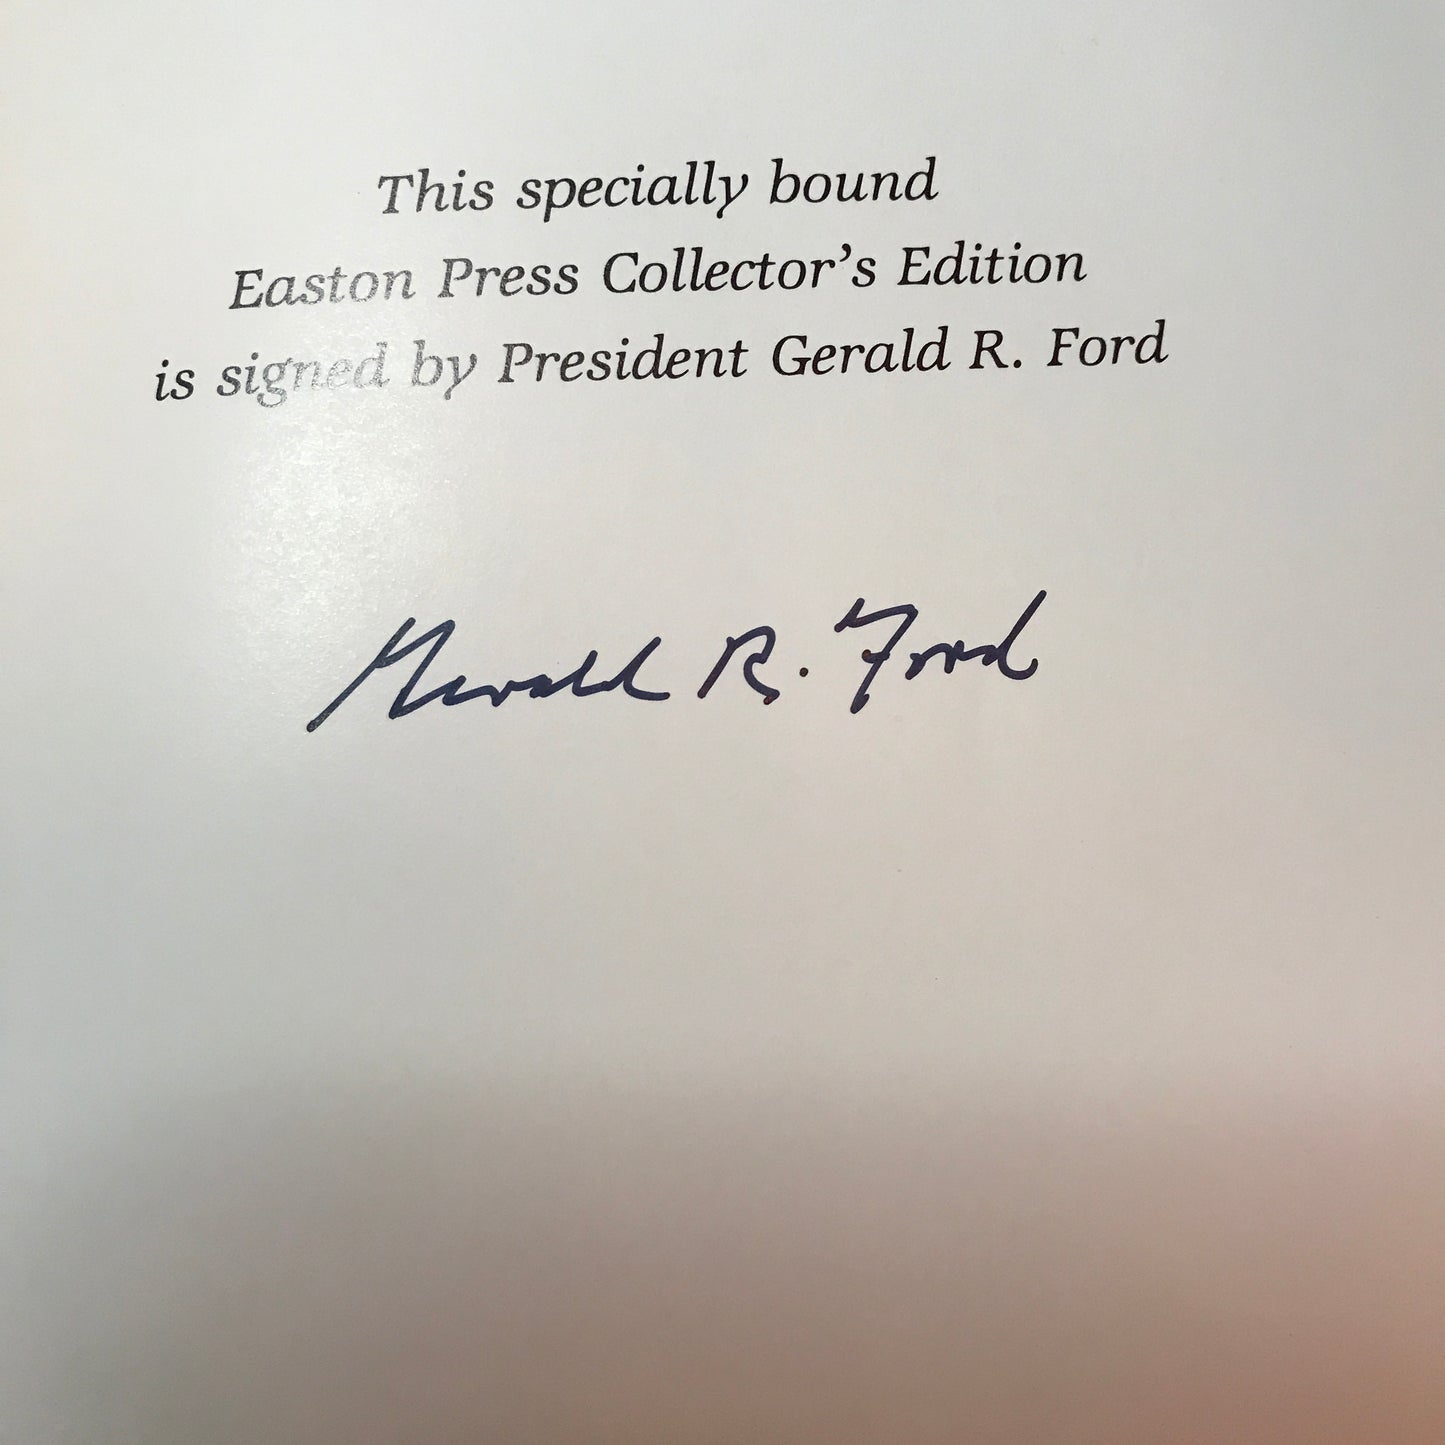 This specially bound
Easton Press Collector’s Edition
is signed by President Gerald R. Ford
Gerald R. Ford